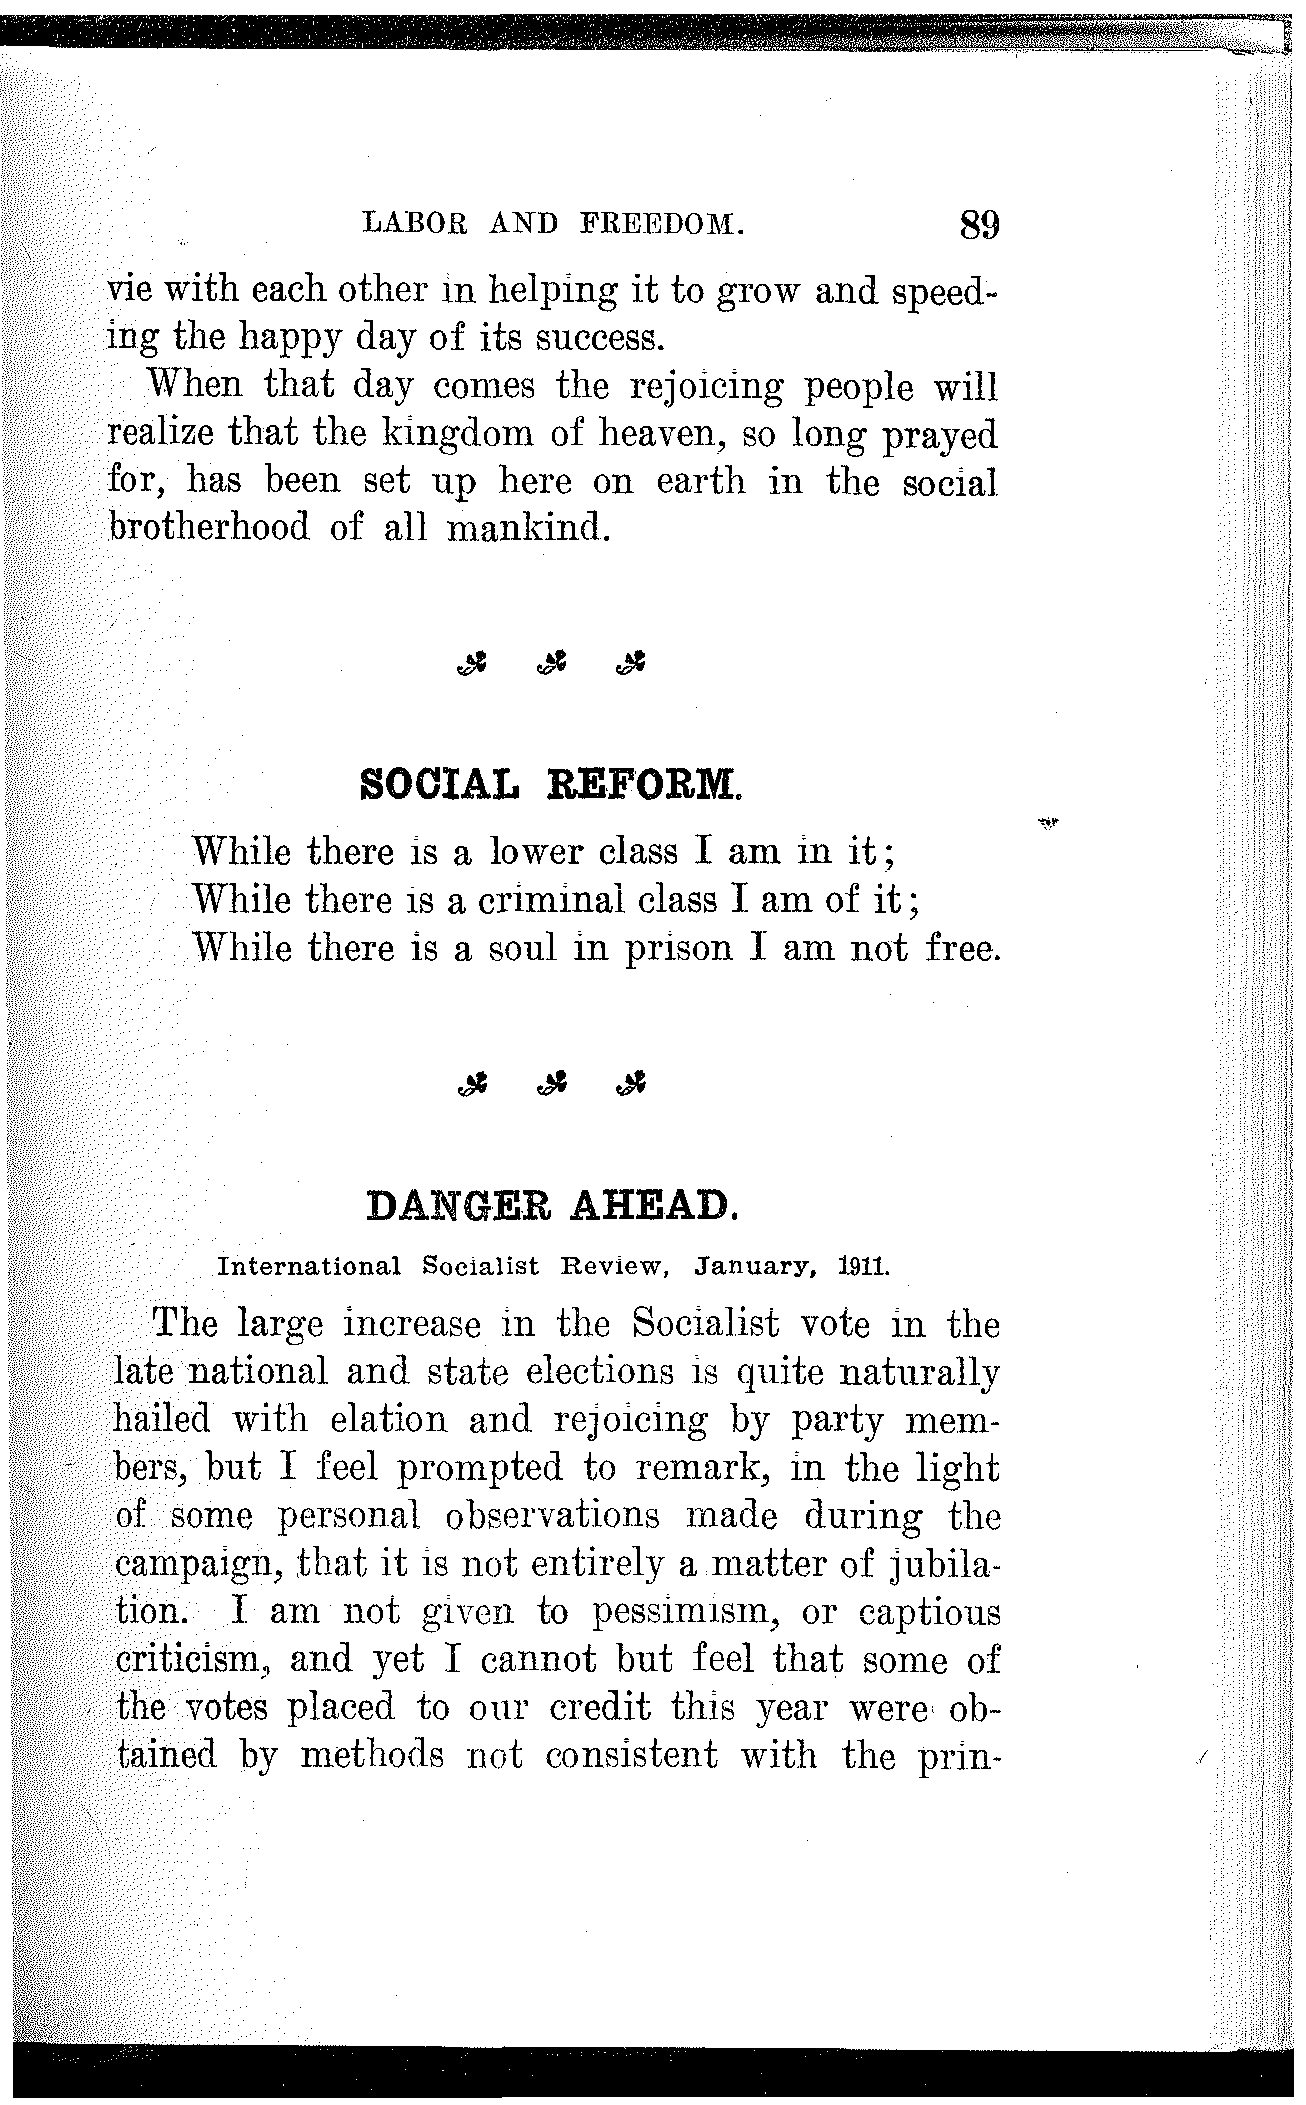 LABOR AND FREEDOM. 89
vie with each other in helping it to grow and speed-
ing the happy day of its success.
When that day comes the rejoicing people will
realize that the kingdom of heaven, so long prayed
for, has been set up here on earth in the social
brotherhood of all mankind.
SOCIAL REFORM.
While there is a lower class I am in it;
While there is a criminal class I am of it;
While there is a soul in prison I am not free.
DANGER AHEAD.
International Socialist Review, January, 1911.
The large increase in the Socialist vote in the
late national and state elections is quite naturally
hailed with elation and rejoicing by party mem-
bers, but I feel prompted to remark, in the light
of some personal observations made during the
campaign, that it is not entirely a matter of jubila-
tion. I am not given to pessimism, or captious
criticism, and yet I cannot but feel that some of
the votes placed to our credit this year were ob-
tained by methods not consistent with the prin-